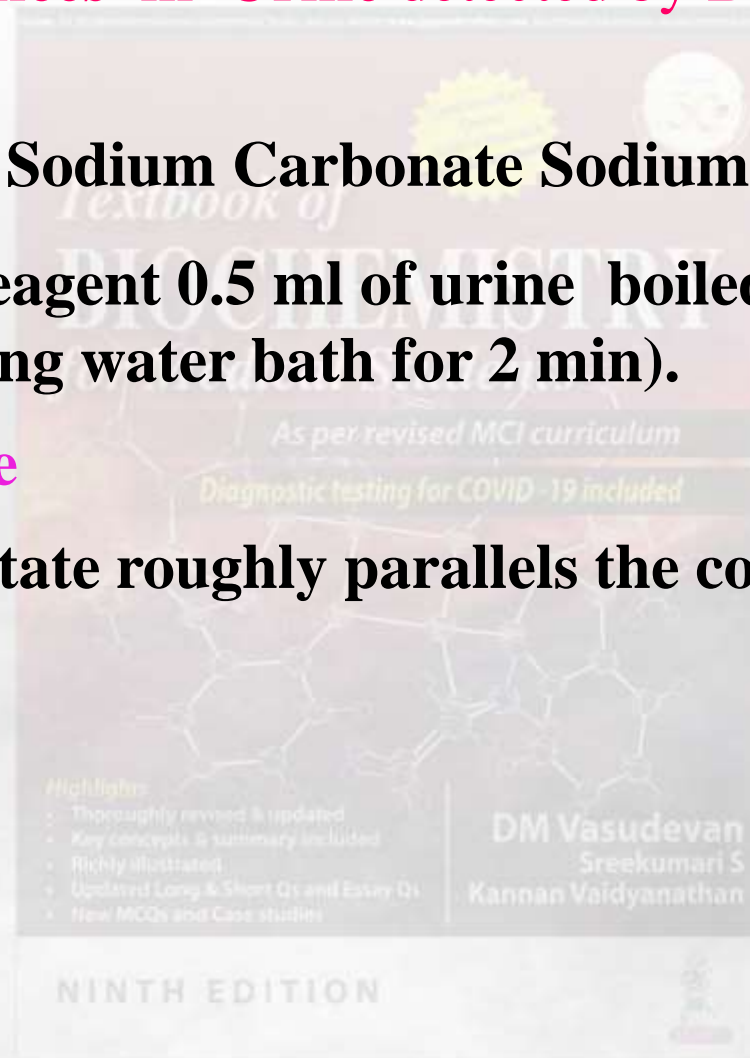 Sodium Carbonate Sodium
eagent 0.5 ml of urine boiled
ng water bath for 2 min).
e
tate roughly parallels the co
Textbook of
BIOCHEMISTRY
As per revised MCI curriculum
Diagnostic testing for COVID -19 included
Highlights
• Thoroughly revised & updated
• Key concepts & summary included
• Richly illustrated
• Updated Long & Short Qs and Essay Qs
• New MCQs and Case studies
DM Vasudevan
Sreekumari S
Kannan Vaidyanathan
NINTH EDITION